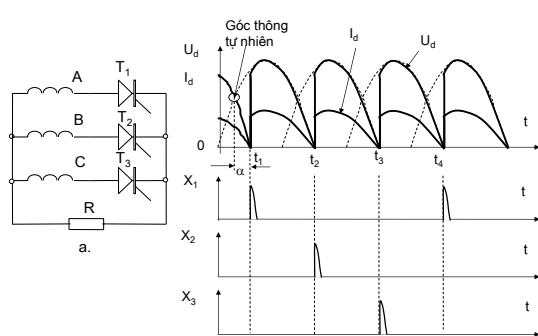 Góc thông
tự nhiên
U_d
I_d
I_d
U_d
A
T_1
B
T_2
C
T_3
R
a.
0
t_1
t_2
t_3
t_4
t
α
X_1
t
X_2
t
X_3
t